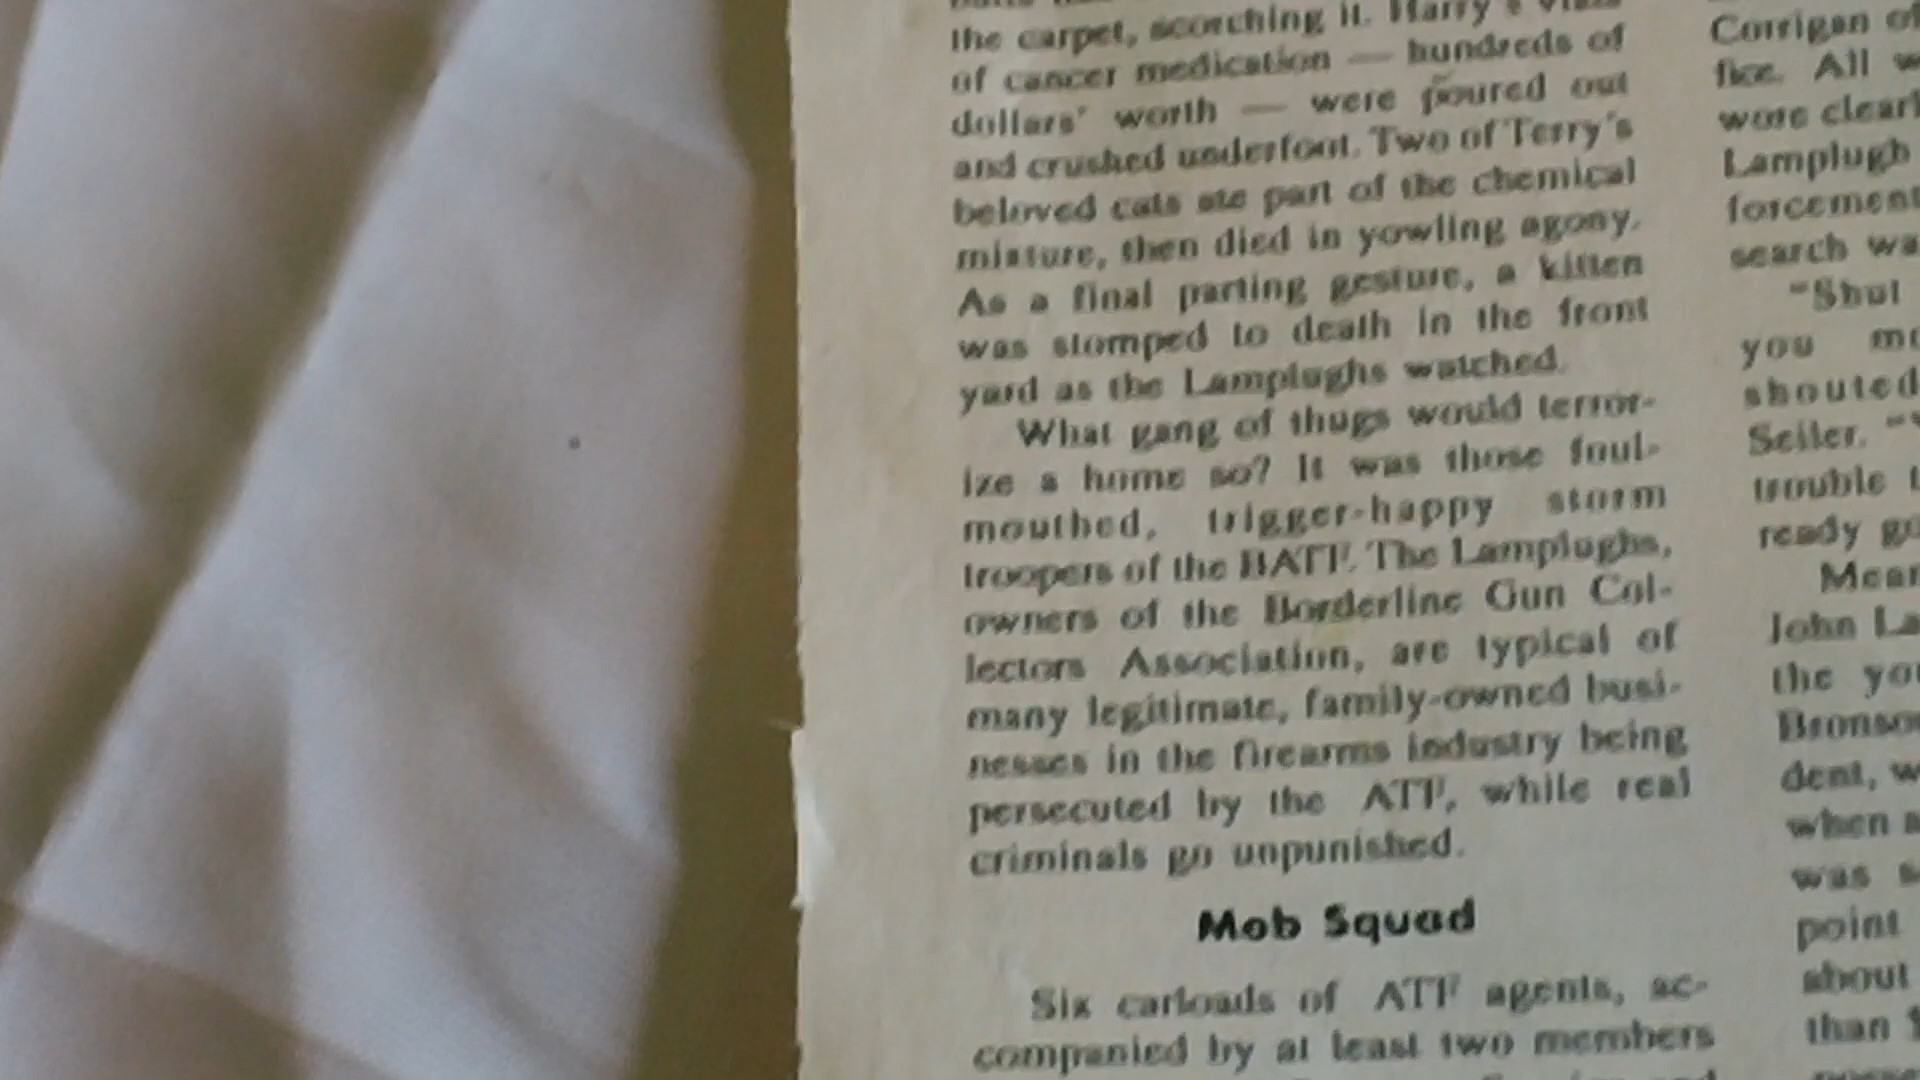 the carpet, scorching it. Harry's vials
of cancer medication — hundreds of
dollars' worth — were poured out
and crushed underfoot. Two of Terry's
beloved cats ate part of the chemical
mixture, then died in yowling agony.
As a final parting gesture, a kitten
was stomped to death in the front
yard as the Lamplughs watched.
What gang of thugs would terror-
ize a home so? It was those foul-
mouthed, trigger-happy storm
troopers of the BATF. The Lamplughs,
owners of the Borderline Gun Col-
lectors Association, are typical of
many legitimate, family-owned busi-
nesses in the firearms industry being
persecuted by the ATF, while real
criminals go unpunished.
Mob Squad
Six carloads of ATF agents, ac-
companied by at least two members
Corrigan of
fice. All
were clearl
Lamplugh
forcement
search wa
"Shut
you mo
shouted
Seiler.
trouble
ready go
Mean
John La
the you
Bronso
dent, w
when a
was s
point
about
than